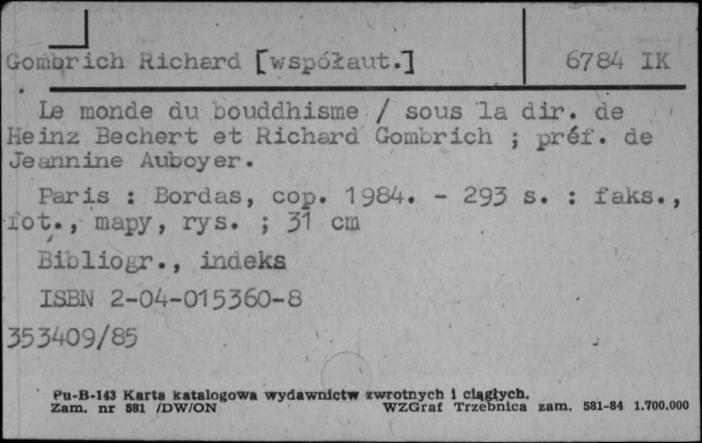 Gombrich Richard [współaut.]
6784 IK
Le monde du bouddhisme / sous la dir. de
Heinz Bechert et Richard Gombrich ; préf. de
Jeannine Auboyer.
Paris : Bordas, cop. 1984. - 293 s. : faks.,
fot., mapy, rys. ; 31 cm
Bibliogr., indeks
ISBN 2-04-015360-8
353409/85
Pu-B-143 Karta katalogowa wydawnictw zwrotnych i ciągłych.
Zam. nr 581 /DW/ON WZGraf Trzebnica zam. 581-84 1.700.000